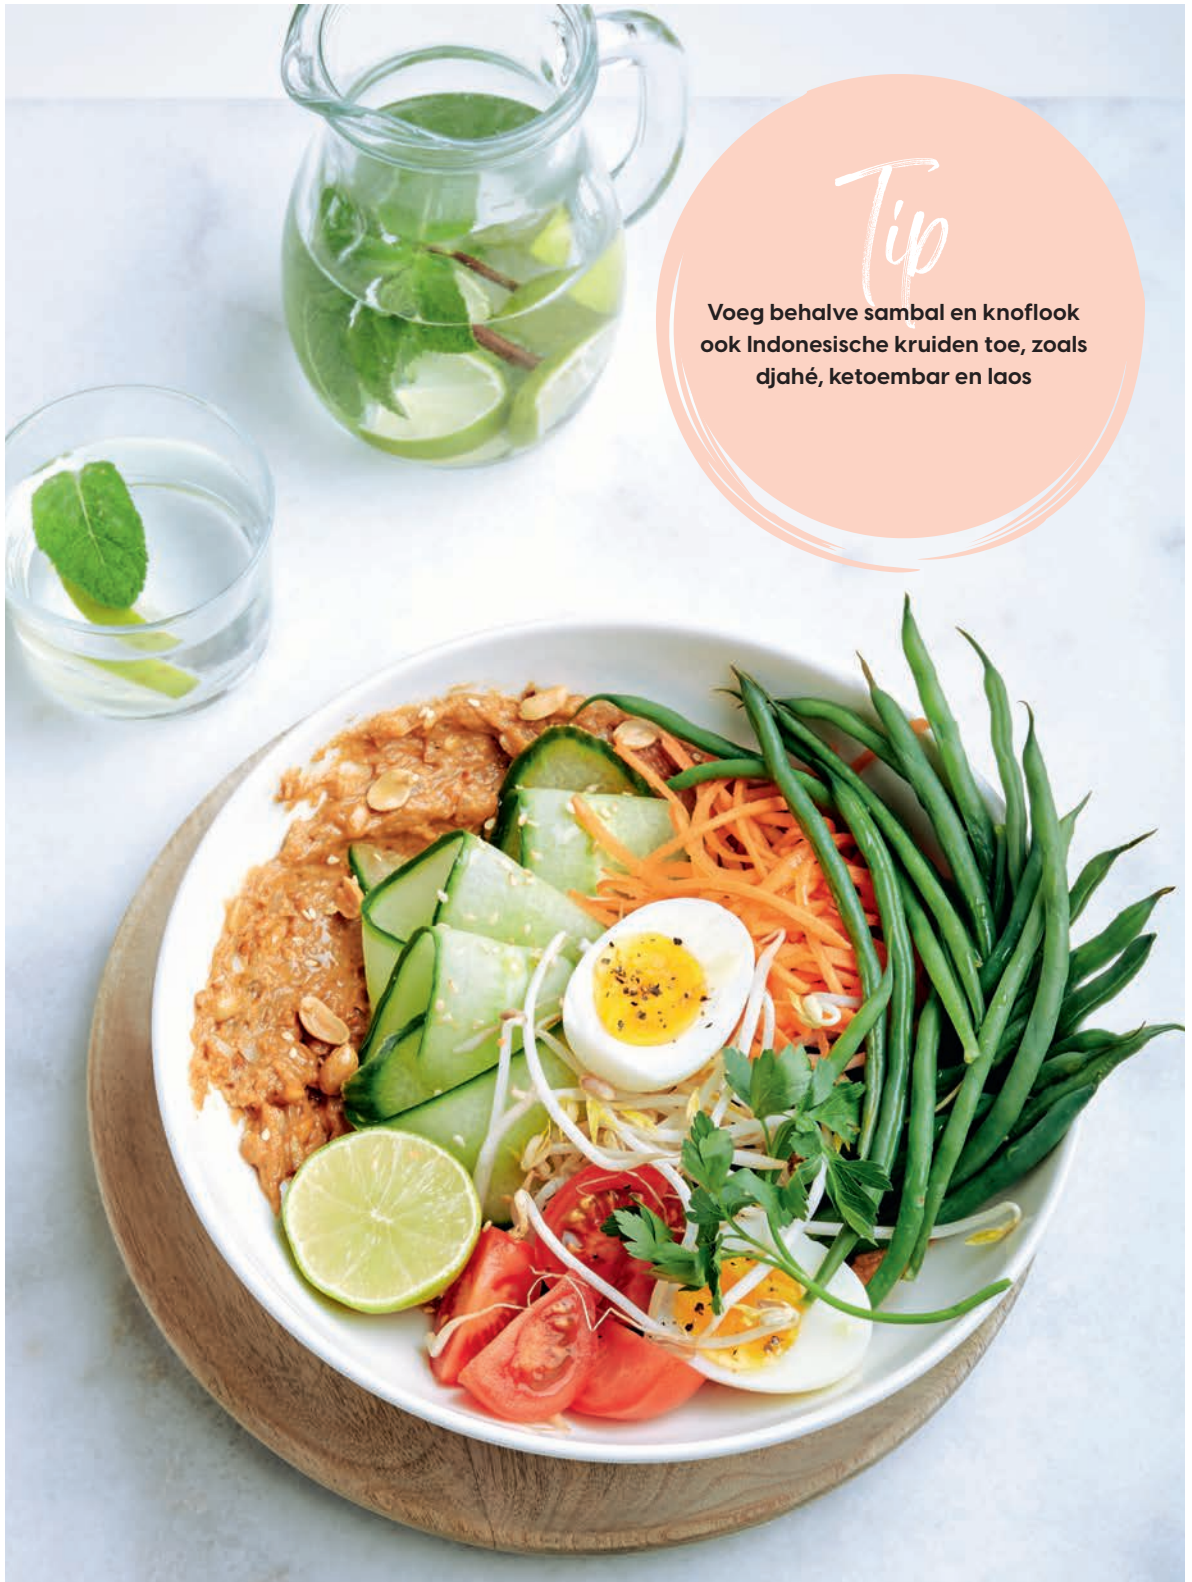 Tip
Voeg behalve sambal en knoflook
ook Indonesische kruiden toe, zoals
djahé, ketoembar en laos